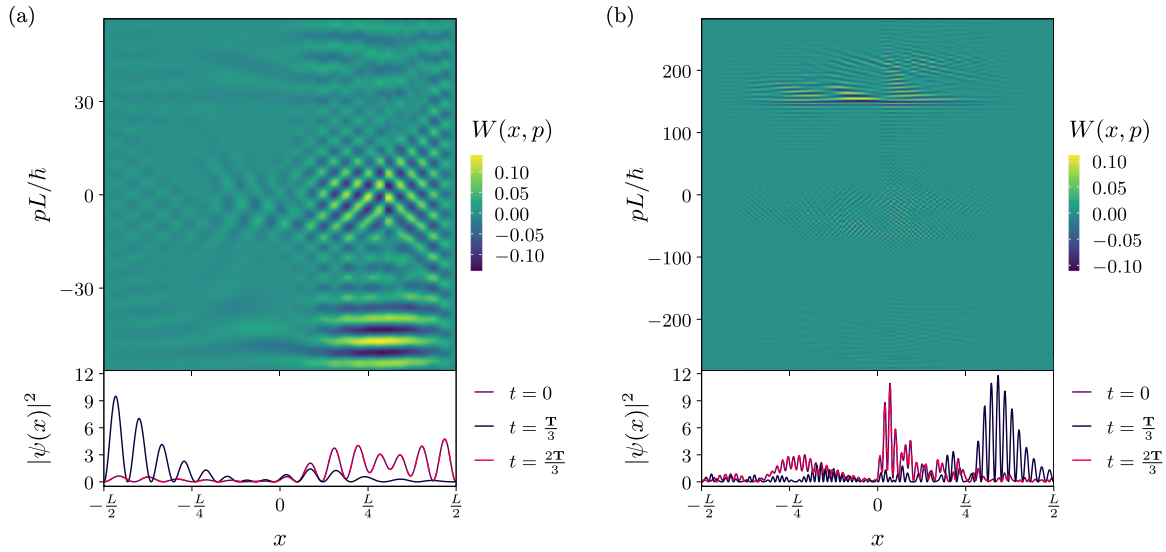 (a)
pL/ħ
30
0
−30
W(x, p)
0.10
0.05
0.00
−0.05
−0.10
|ψ(x)|²
12
9
6
3
0
−L/2
−L/4
0
L/4
L/2
x
t = 0
t = T/3
t = 2T/3
(b)
pL/ħ
200
100
0
−100
−200
W(x, p)
0.10
0.05
0.00
−0.05
−0.10
|ψ(x)|²
12
9
6
3
0
−L/2
−L/4
0
L/4
L/2
x
t = 0
t = T/3
t = 2T/3